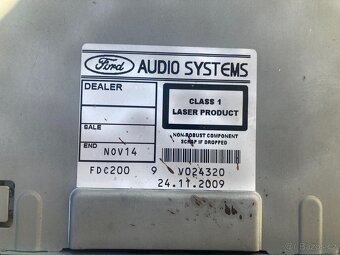 Ford AUDIO SYSTEMS
DEALER
CLASS 1
LASER PRODUCT
SALE
NON-ROBUST COMPONENT
SCRAP IF DROPPED
END NOV14
FDC200 9 V024320
24.11.2009